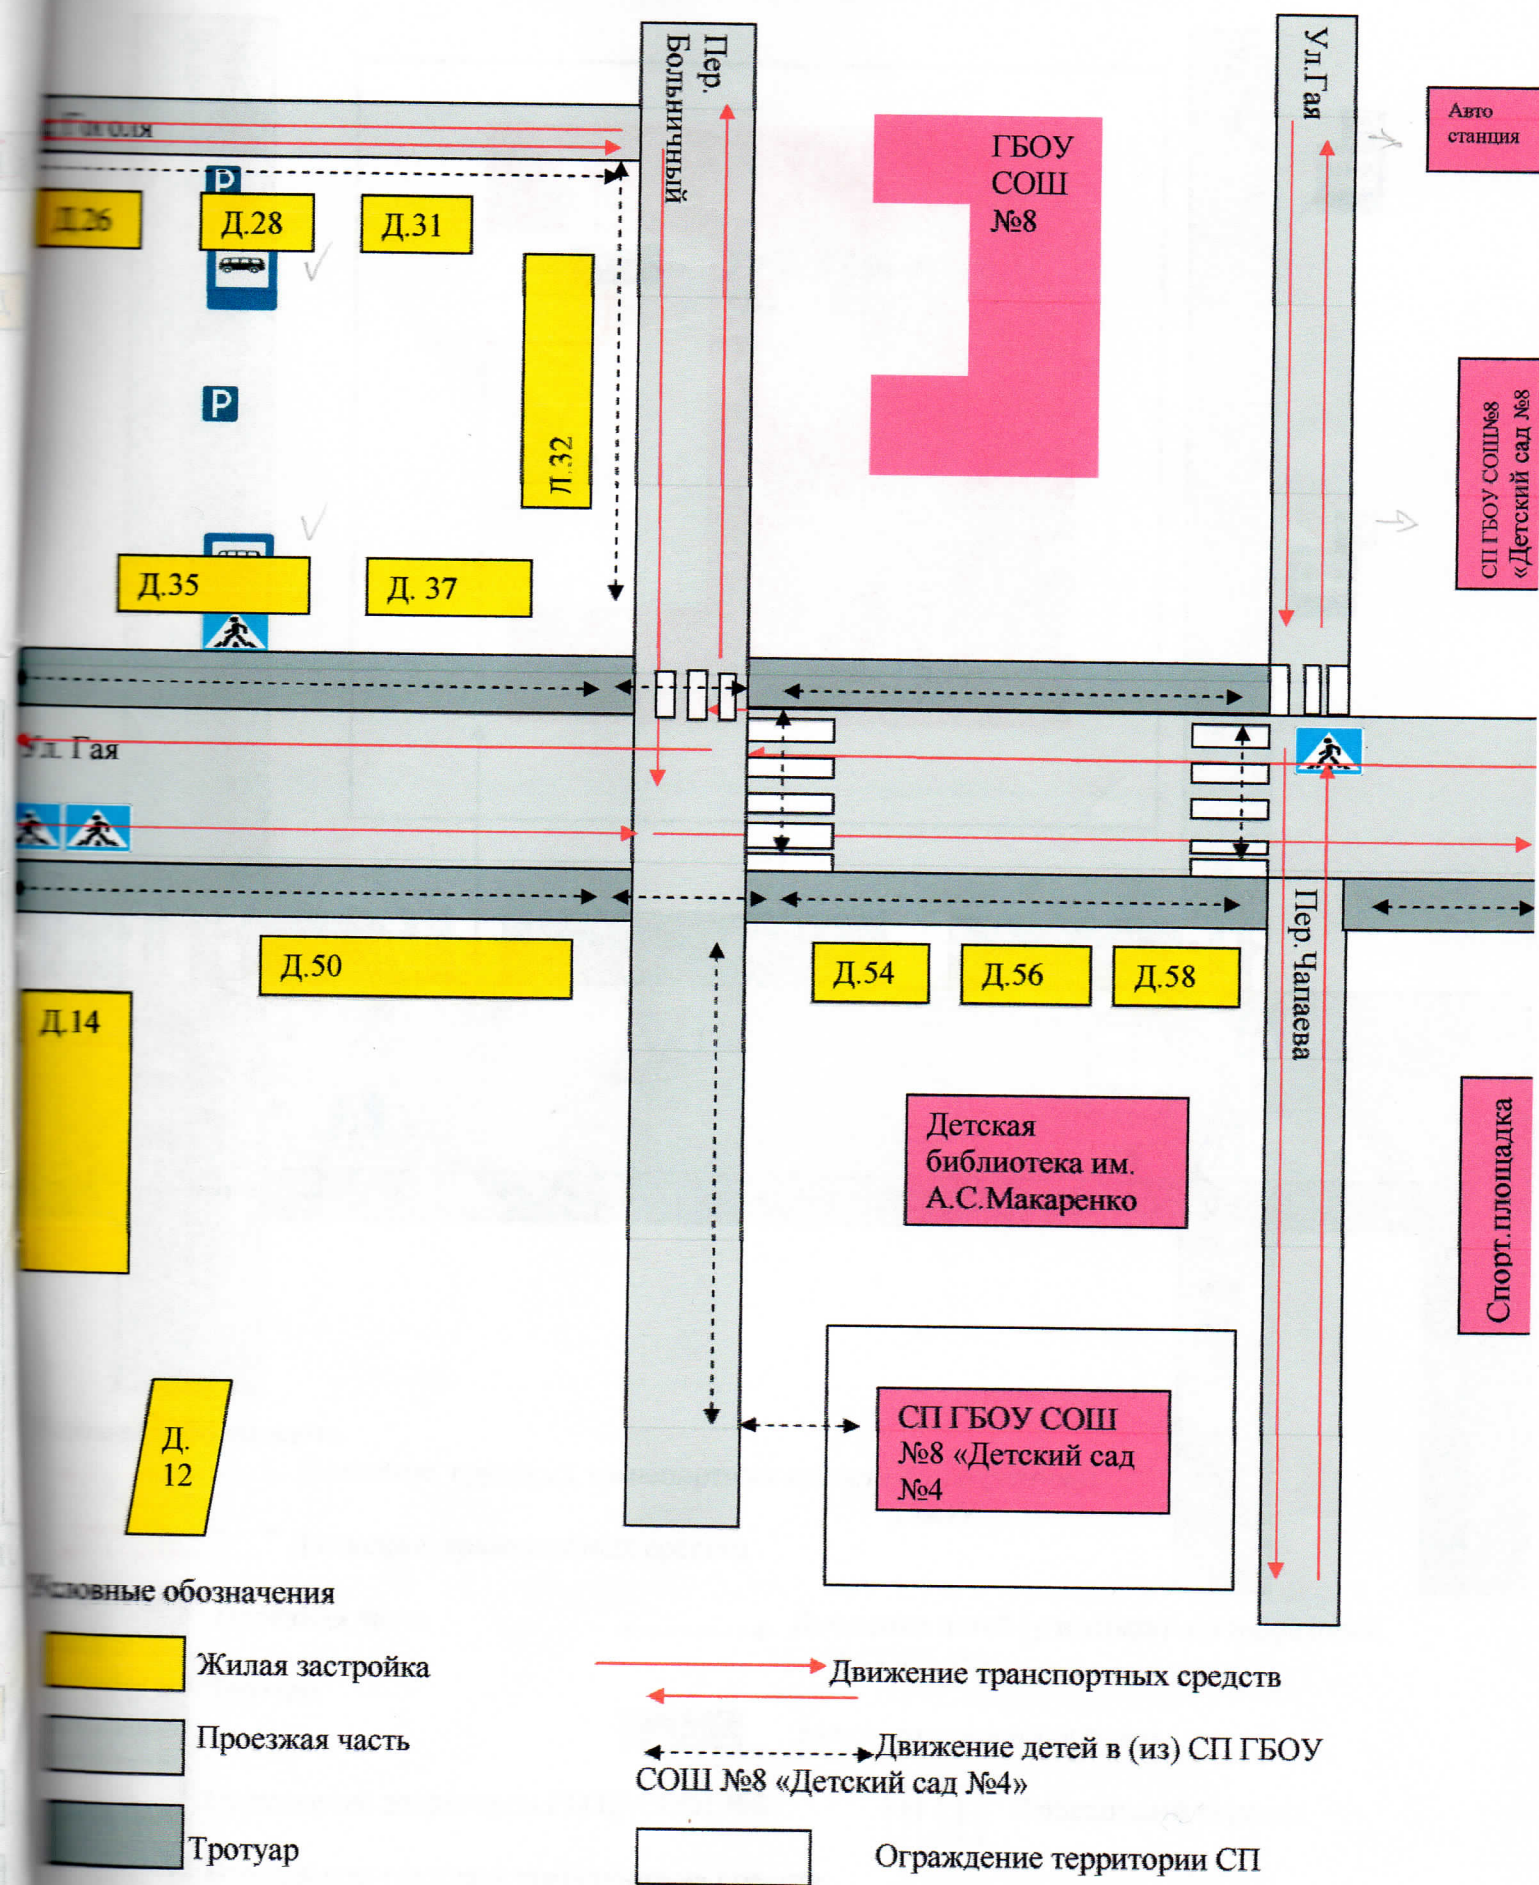 Пер.
Больничный
Ул.Гая
Гоголя
Авто
станция
ГБОУ
СОШ
№8
P
Д.26
Д.28
Д.31
P
Д.32
СП ГБОУ СОШ№8
«Детский сад №8
Д.35
Д. 37
Ул. Гая
Пер.Чапаева
Д.50
Д.54
Д.56
Д.58
Д.14
Детская
библиотека им.
А.С.Макаренко
Спорт.площадка
Д.
12
СП ГБОУ СОШ
№8 «Детский сад
№4
Условные обозначения
Жилая застройка
Движение транспортных средств
Проезжая часть
Движение детей в (из) СП ГБОУ
СОШ №8 «Детский сад №4»
Тротуар
Ограждение территории СП